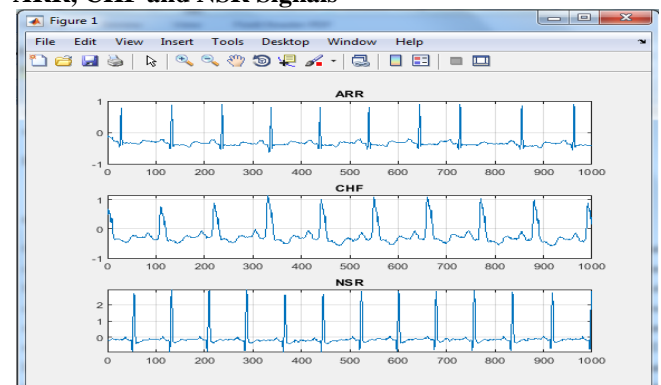 ARR, CHF and NSR Signals
Figure 1
File Edit View Insert Tools Desktop Window Help
ARR
1
0
-1
0 100 200 300 400 500 600 700 800 900 1000
CHF
1
0
-1
0 100 200 300 400 500 600 700 800 900 1000
NSR
2
1
0
0 100 200 300 400 500 600 700 800 900 1000